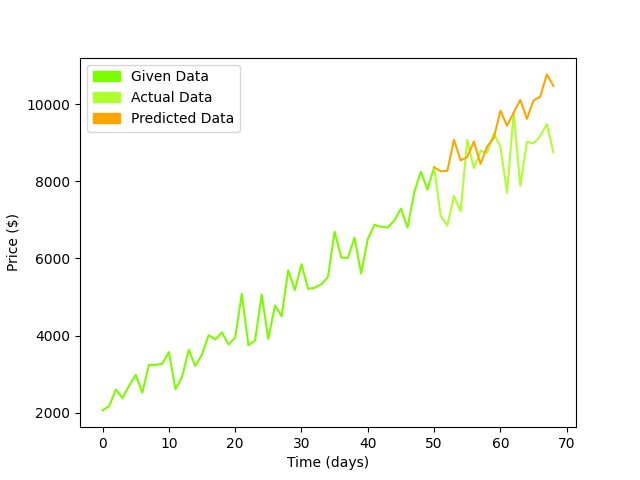 Given Data
Actual Data
Predicted Data
10000
8000
6000
4000
2000
Price ($)
0 10 20 30 40 50 60 70
Time (days)